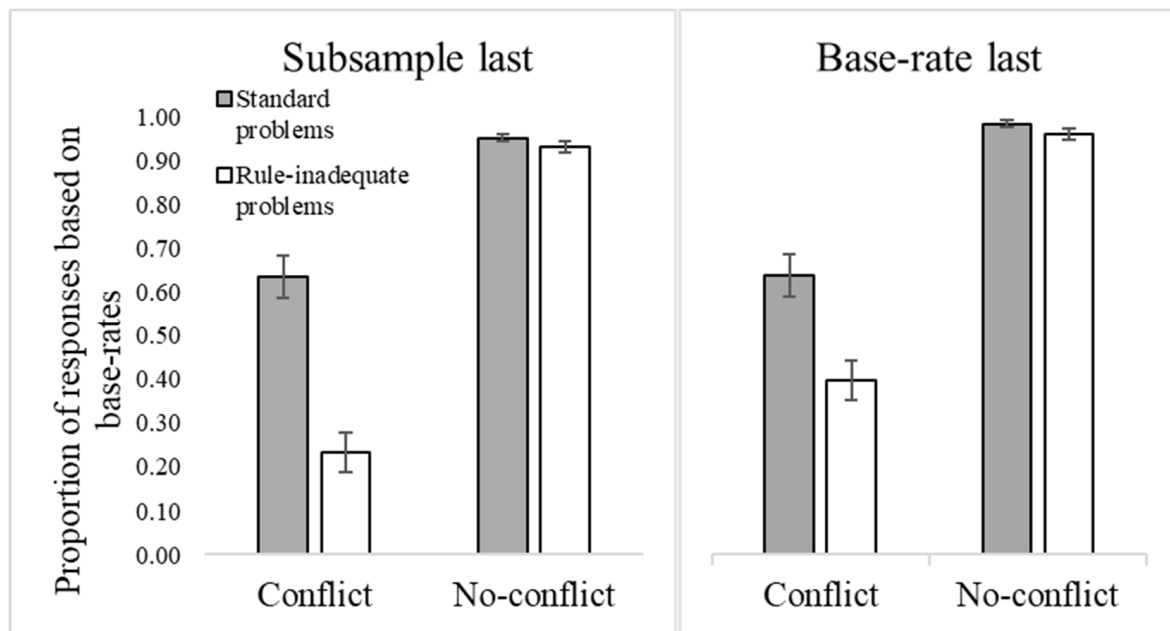 Subsample last
Base-rate last
Standard
problems
Rule-inadequate
problems
Proportion of responses based on
base-rates
1.00
0.90
0.80
0.70
0.60
0.50
0.40
0.30
0.20
0.10
0.00
Conflict
No-conflict
Conflict
No-conflict